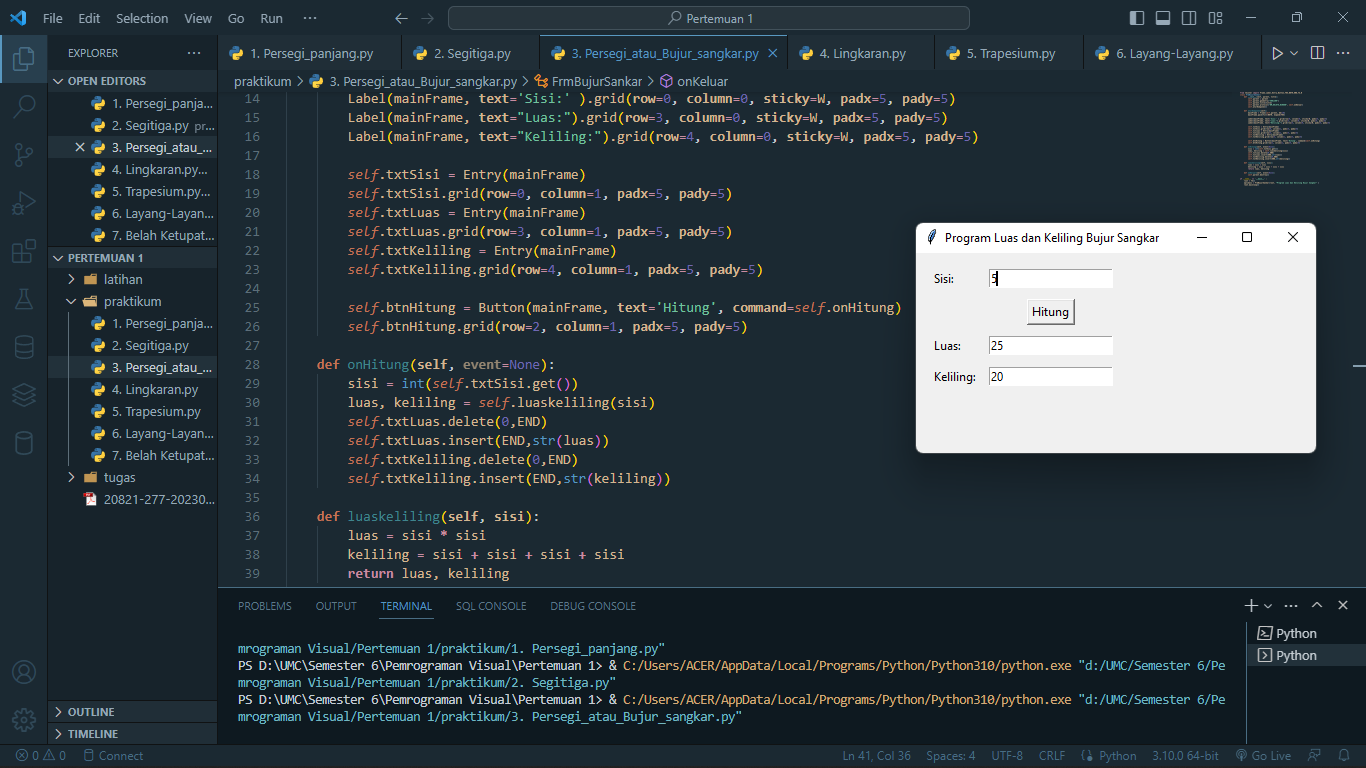 File Edit Selection View Go Run ··· Pertemuan 1
EXPLORER ···
OPEN EDITORS
1. Persegi_panja...
2. Segitiga.py pr...
3. Persegi_atau_...
4. Lingkaran.py...
5. Trapesium.py...
6. Layang-Layan...
7. Belah Ketupat...
PERTEMUAN 1
latihan
praktikum
1. Persegi_panja...
2. Segitiga.py
3. Persegi_atau_...
4. Lingkaran.py
5. Trapesium.py
6. Layang-Layan...
7. Belah Ketupat...
tugas
20821-277-20230...
OUTLINE
TIMELINE
1. Persegi_panjang.py 2. Segitiga.py 3. Persegi_atau_Bujur_sangkar.py 4. Lingkaran.py 5. Trapesium.py 6. Layang-Layang.py
praktikum > 3. Persegi_atau_Bujur_sangkar.py > FrmBujurSankar > onKeluar
14 Label(mainFrame, text='Sisi:' ).grid(row=0, column=0, sticky=W, padx=5, pady=5)
15 Label(mainFrame, text="Luas:").grid(row=3, column=0, sticky=W, padx=5, pady=5)
16 Label(mainFrame, text="Keliling:").grid(row=4, column=0, sticky=W, padx=5, pady=5)
17
18 self.txtSisi = Entry(mainFrame)
19 self.txtSisi.grid(row=0, column=1, padx=5, pady=5)
20 self.txtLuas = Entry(mainFrame)
21 self.txtLuas.grid(row=3, column=1, padx=5, pady=5)
22 self.txtKeliling = Entry(mainFrame)
23 self.txtKeliling.grid(row=4, column=1, padx=5, pady=5)
24
25 self.btnHitung = Button(mainFrame, text='Hitung', command=self.onHitung)
26 self.btnHitung.grid(row=2, column=1, padx=5, pady=5)
27
28 def onHitung(self, event=None):
29 sisi = int(self.txtSisi.get())
30 luas, keliling = self.luaskeliling(sisi)
31 self.txtLuas.delete(0,END)
32 self.txtLuas.insert(END,str(luas))
33 self.txtKeliling.delete(0,END)
34 self.txtKeliling.insert(END,str(keliling))
35
36 def luaskeliling(self, sisi):
37 luas = sisi * sisi
38 keliling = sisi + sisi + sisi + sisi
39 return luas, keliling
Program Luas dan Keliling Bujur Sangkar
Sisi: 5
Hitung
Luas: 25
Keliling: 20
PROBLEMS OUTPUT TERMINAL SQL CONSOLE DEBUG CONSOLE
mrograman Visual/Pertemuan 1/praktikum/1. Persegi_panjang.py"
PS D:\UMC\Semester 6\Pemrograman Visual\Pertemuan 1> & C:/Users/ACER/AppData/Local/Programs/Python/Python310/python.exe "d:/UMC/Semester 6/Pe
mrograman Visual/Pertemuan 1/praktikum/2. Segitiga.py"
PS D:\UMC\Semester 6\Pemrograman Visual\Pertemuan 1> & C:/Users/ACER/AppData/Local/Programs/Python/Python310/python.exe "d:/UMC/Semester 6/Pe
mrograman Visual/Pertemuan 1/praktikum/3. Persegi_atau_Bujur_sangkar.py"
Python
Python
0 0 Connect Ln 41, Col 36 Spaces: 4 UTF-8 CRLF Python 3.10.0 64-bit Go Live